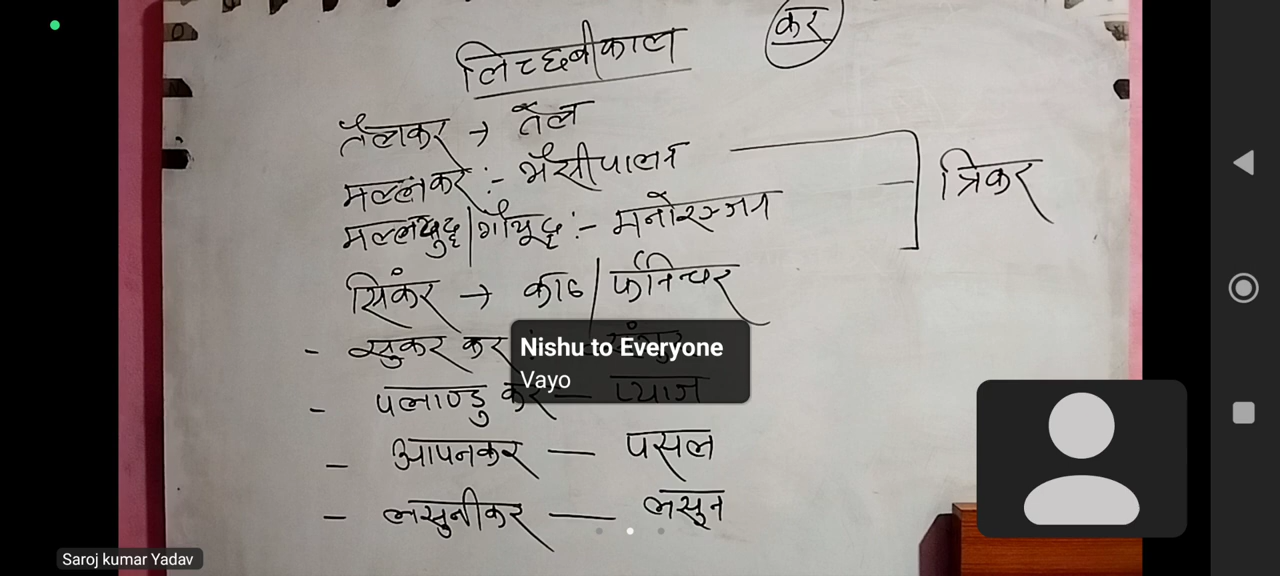 लिच्छवीकाल
कर
तैलकर → तेल
मल्लकर :- भैंसीपालन
त्रिकर
मल्लयुद्ध | गौयुद्ध :- मनोरञ्जन
सिंकर → काठ / फर्निचर
- सुकर कर
Nishu to Everyone
Vayo
- पलाण्डु कर — प्याज
- आपनकर — पसल
- लसुनीकर — लसुन
Saroj kumar Yadav